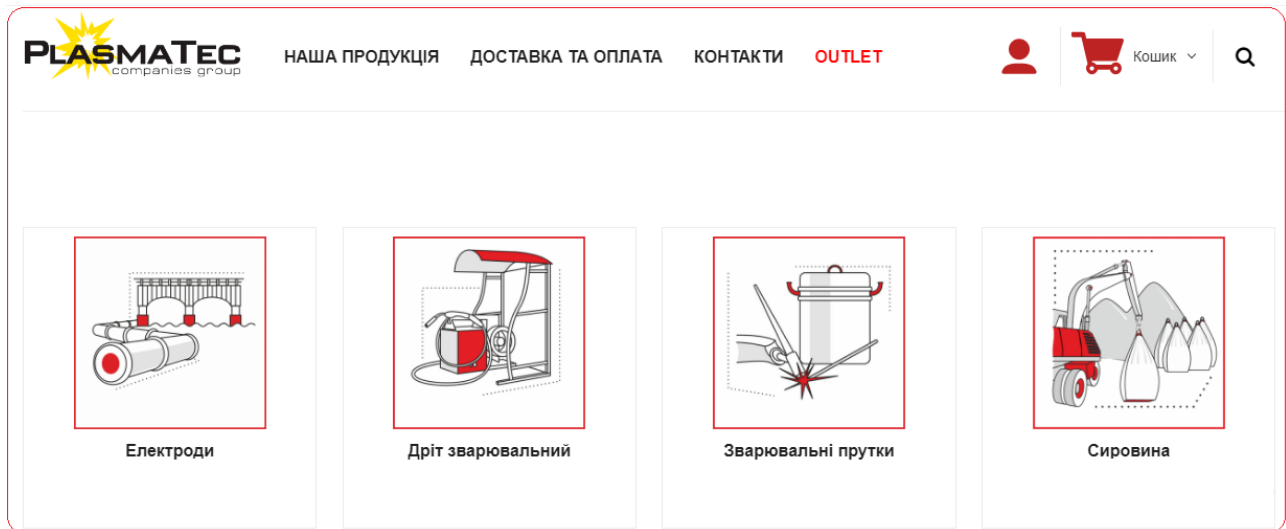 PLASMATEC
companies group
НАША ПРОДУКЦІЯ
ДОСТАВКА ТА ОПЛАТА
КОНТАКТИ
OUTLET
Кошик
Електроди
Дріт зварювальний
Зварювальні прутки
Сировина